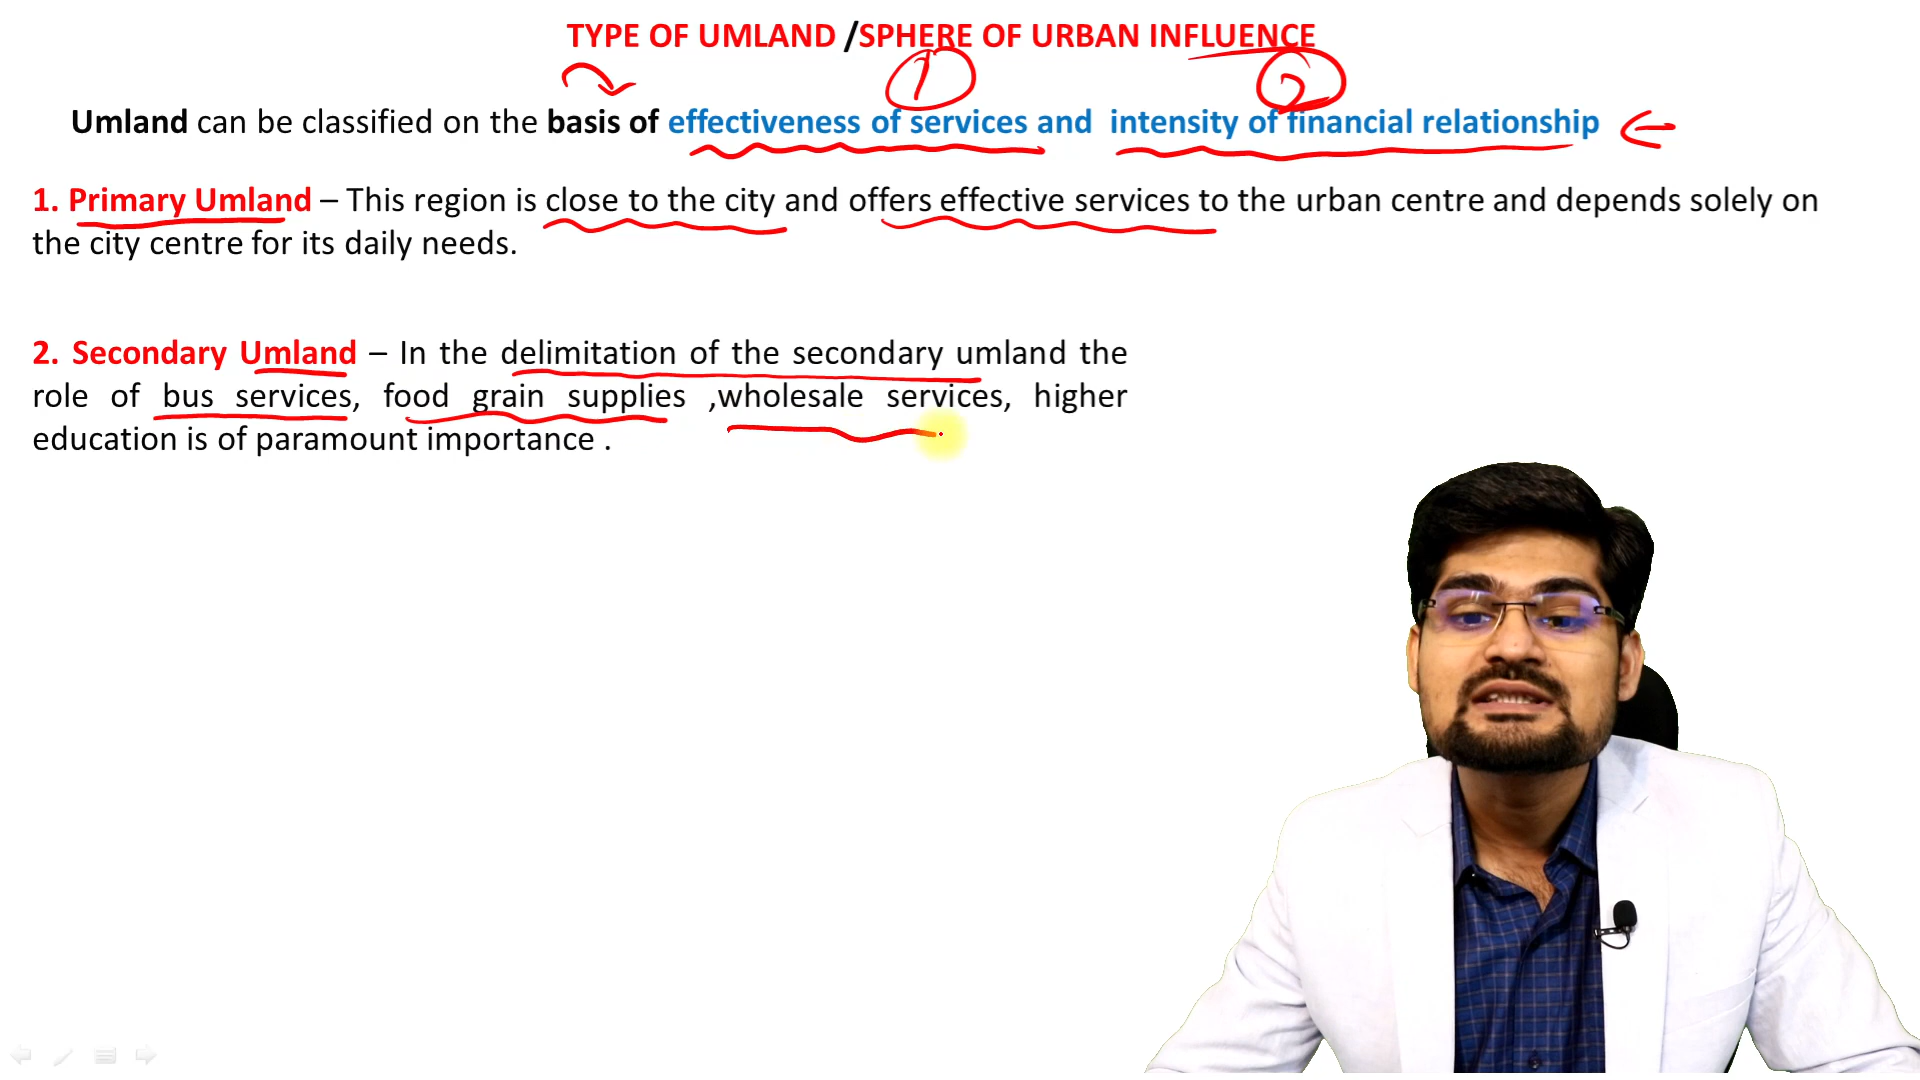 TYPE OF UMLAND /SPHERE OF URBAN INFLUENCE
1 2
Umland can be classified on the basis of effectiveness of services and intensity of financial relationship
1. Primary Umland – This region is close to the city and offers effective services to the urban centre and depends solely on
the city centre for its daily needs.
2. Secondary Umland – In the delimitation of the secondary umland the
role of bus services, food grain supplies ,wholesale services, higher
education is of paramount importance .